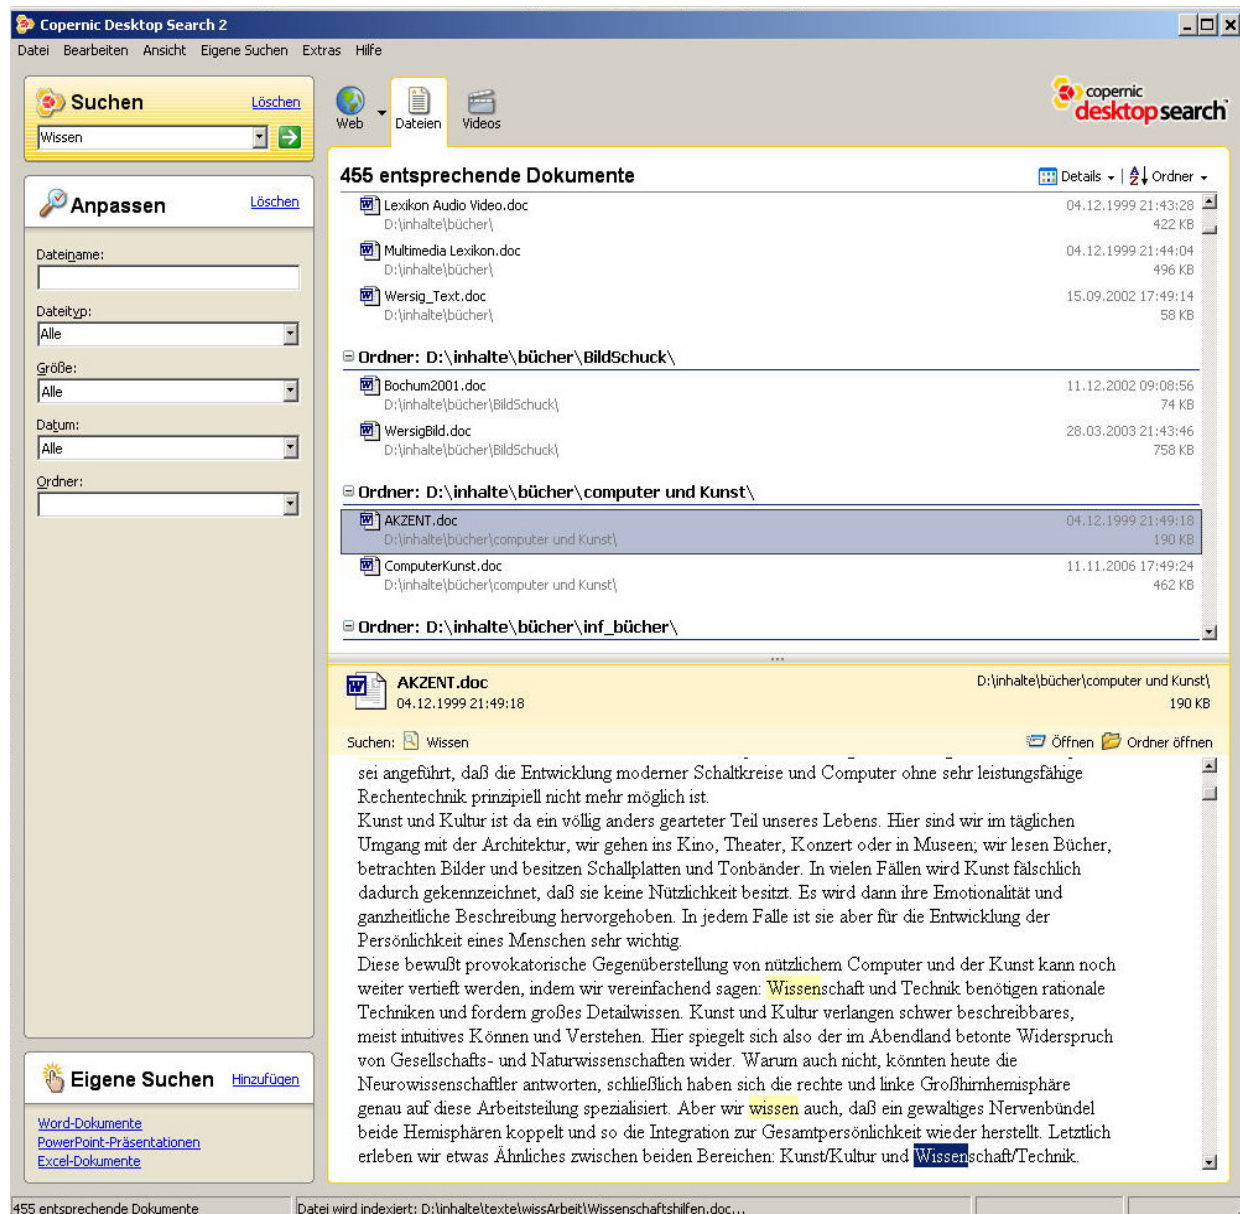 Copernic Desktop Search 2
Datei Bearbeiten Ansicht Eigene Suchen Extras Hilfe
Suchen Löschen
Wissen
Web Dateien Videos
copernic
desktop search
Anpassen Löschen
Dateiname:
Dateityp:
Alle
Größe:
Alle
Datum:
Alle
Ordner:
455 entsprechende Dokumente Details | Ordner
Lexikon Audio Video.doc 04.12.1999 21:43:28
D:\inhalte\bücher\ 422 KB
Multimedia Lexikon.doc 04.12.1999 21:44:04
D:\inhalte\bücher\ 496 KB
Wersig_Text.doc 15.09.2002 17:49:14
D:\inhalte\bücher\ 58 KB
Ordner: D:\inhalte\bücher\BildSchuck\
Bochum2001.doc 11.12.2002 09:08:56
D:\inhalte\bücher\BildSchuck\ 74 KB
WersigBild.doc 28.03.2003 21:43:46
D:\inhalte\bücher\BildSchuck\ 758 KB
Ordner: D:\inhalte\bücher\computer und Kunst\
AKZENT.doc 04.12.1999 21:49:18
D:\inhalte\bücher\computer und Kunst\ 190 KB
ComputerKunst.doc 11.11.2006 17:49:24
D:\inhalte\bücher\computer und Kunst\ 462 KB
Ordner: D:\inhalte\bücher\inf_bücher\
AKZENT.doc D:\inhalte\bücher\computer und Kunst\
04.12.1999 21:49:18 190 KB
Suchen: Wissen Öffnen Ordner öffnen
sei angeführt, daß die Entwicklung moderner Schaltkreise und Computer ohne sehr leistungsfähige
Rechentechnik prinzipiell nicht mehr möglich ist.
Kunst und Kultur ist da ein völlig anders gearteter Teil unseres Lebens. Hier sind wir im täglichen
Umgang mit der Architektur, wir gehen ins Kino, Theater, Konzert oder in Museen; wir lesen Bücher,
betrachten Bilder und besitzen Schallplatten und Tonbänder. In vielen Fällen wird Kunst fälschlich
dadurch gekennzeichnet, daß sie keine Nützlichkeit besitzt. Es wird dann ihre Emotionalität und
ganzheitliche Beschreibung hervorgehoben. In jedem Falle ist sie aber für die Entwicklung der
Persönlichkeit eines Menschen sehr wichtig.
Diese bewußt provokatorische Gegenüberstellung von nützlichem Computer und der Kunst kann noch
weiter vertieft werden, indem wir vereinfachend sagen: Wissenschaft und Technik benötigen rationale
Techniken und fordern großes Detailwissen. Kunst und Kultur verlangen schwer beschreibbares,
meist intuitives Können und Verstehen. Hier spiegelt sich also der im Abendland betonte Widerspruch
von Gesellschafts- und Naturwissenschaften wider. Warum auch nicht, könnten heute die
Neurowissenschaftler antworten, schließlich haben sich die rechte und linke Großhirnhemisphäre
genau auf diese Arbeitsteilung spezialisiert. Aber wir wissen auch, daß ein gewaltiges Nervenbündel
beide Hemisphären koppelt und so die Integration zur Gesamtpersönlichkeit wieder herstellt. Letztlich
erleben wir etwas Ähnliches zwischen beiden Bereichen: Kunst/Kultur und Wissenschaft/Technik.
Eigene Suchen Hinzufügen
Word-Dokumente
PowerPoint-Präsentationen
Excel-Dokumente
455 entsprechende Dokumente Datei wird indexiert: D:\inhalte\texte\wissArbeit\Wissenschaftshilfen.doc...